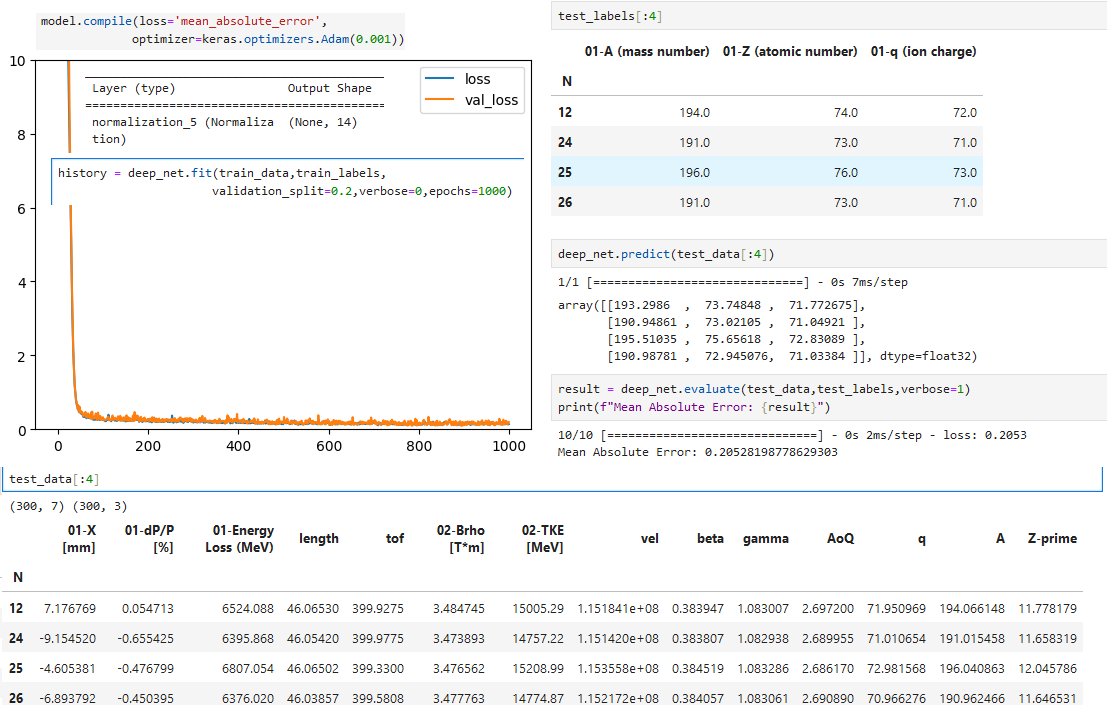 model.compile(loss='mean_absolute_error',
optimizer=keras.optimizers.Adam(0.001))
10
8
6
4
2
0
0 200 400 600 800 1000
loss
val_loss
Layer (type) Output Shape
===========================================
normalization_5 (Normaliza (None, 14)
tion)
history = deep_net.fit(train_data,train_labels,
validation_split=0.2,verbose=0,epochs=1000)
test_labels[:4]
01-A (mass number) 01-Z (atomic number) 01-q (ion charge)
N
12 194.0 74.0 72.0
24 191.0 73.0 71.0
25 196.0 76.0 73.0
26 191.0 73.0 71.0
deep_net.predict(test_data[:4])
1/1 [==============================] - 0s 7ms/step
array([[193.2986 , 73.74848 , 71.772675],
[190.94861 , 73.02105 , 71.04921 ],
[195.51035 , 75.65618 , 72.83089 ],
[190.98781 , 72.945076, 71.03384 ]], dtype=float32)
result = deep_net.evaluate(test_data,test_labels,verbose=1)
print(f"Mean Absolute Error: {result}")
10/10 [==============================] - 0s 2ms/step - loss: 0.2053
Mean Absolute Error: 0.20528198778629303
test_data[:4]
(300, 7) (300, 3)
01-X 01-dP/P 01-Energy length tof 02-Brho 02-TKE vel beta gamma AoQ q A Z-prime
[mm] [%] Loss (MeV) [T*m] [MeV]
N
12 7.176769 0.054713 6524.088 46.06530 399.9275 3.484745 15005.29 1.151841e+08 0.383947 1.083007 2.697200 71.950969 194.066148 11.778179
24 -9.154520 -0.655425 6395.868 46.05420 399.9775 3.473893 14757.22 1.151420e+08 0.383807 1.082938 2.689955 71.010654 191.015458 11.658319
25 -4.605381 -0.476799 6807.054 46.06502 399.3300 3.476562 15208.99 1.153558e+08 0.384519 1.083286 2.686170 72.981568 196.040863 12.045786
26 -6.893792 -0.450395 6376.020 46.03857 399.5808 3.477763 14774.87 1.152172e+08 0.384057 1.083061 2.690890 70.966276 190.962466 11.646531